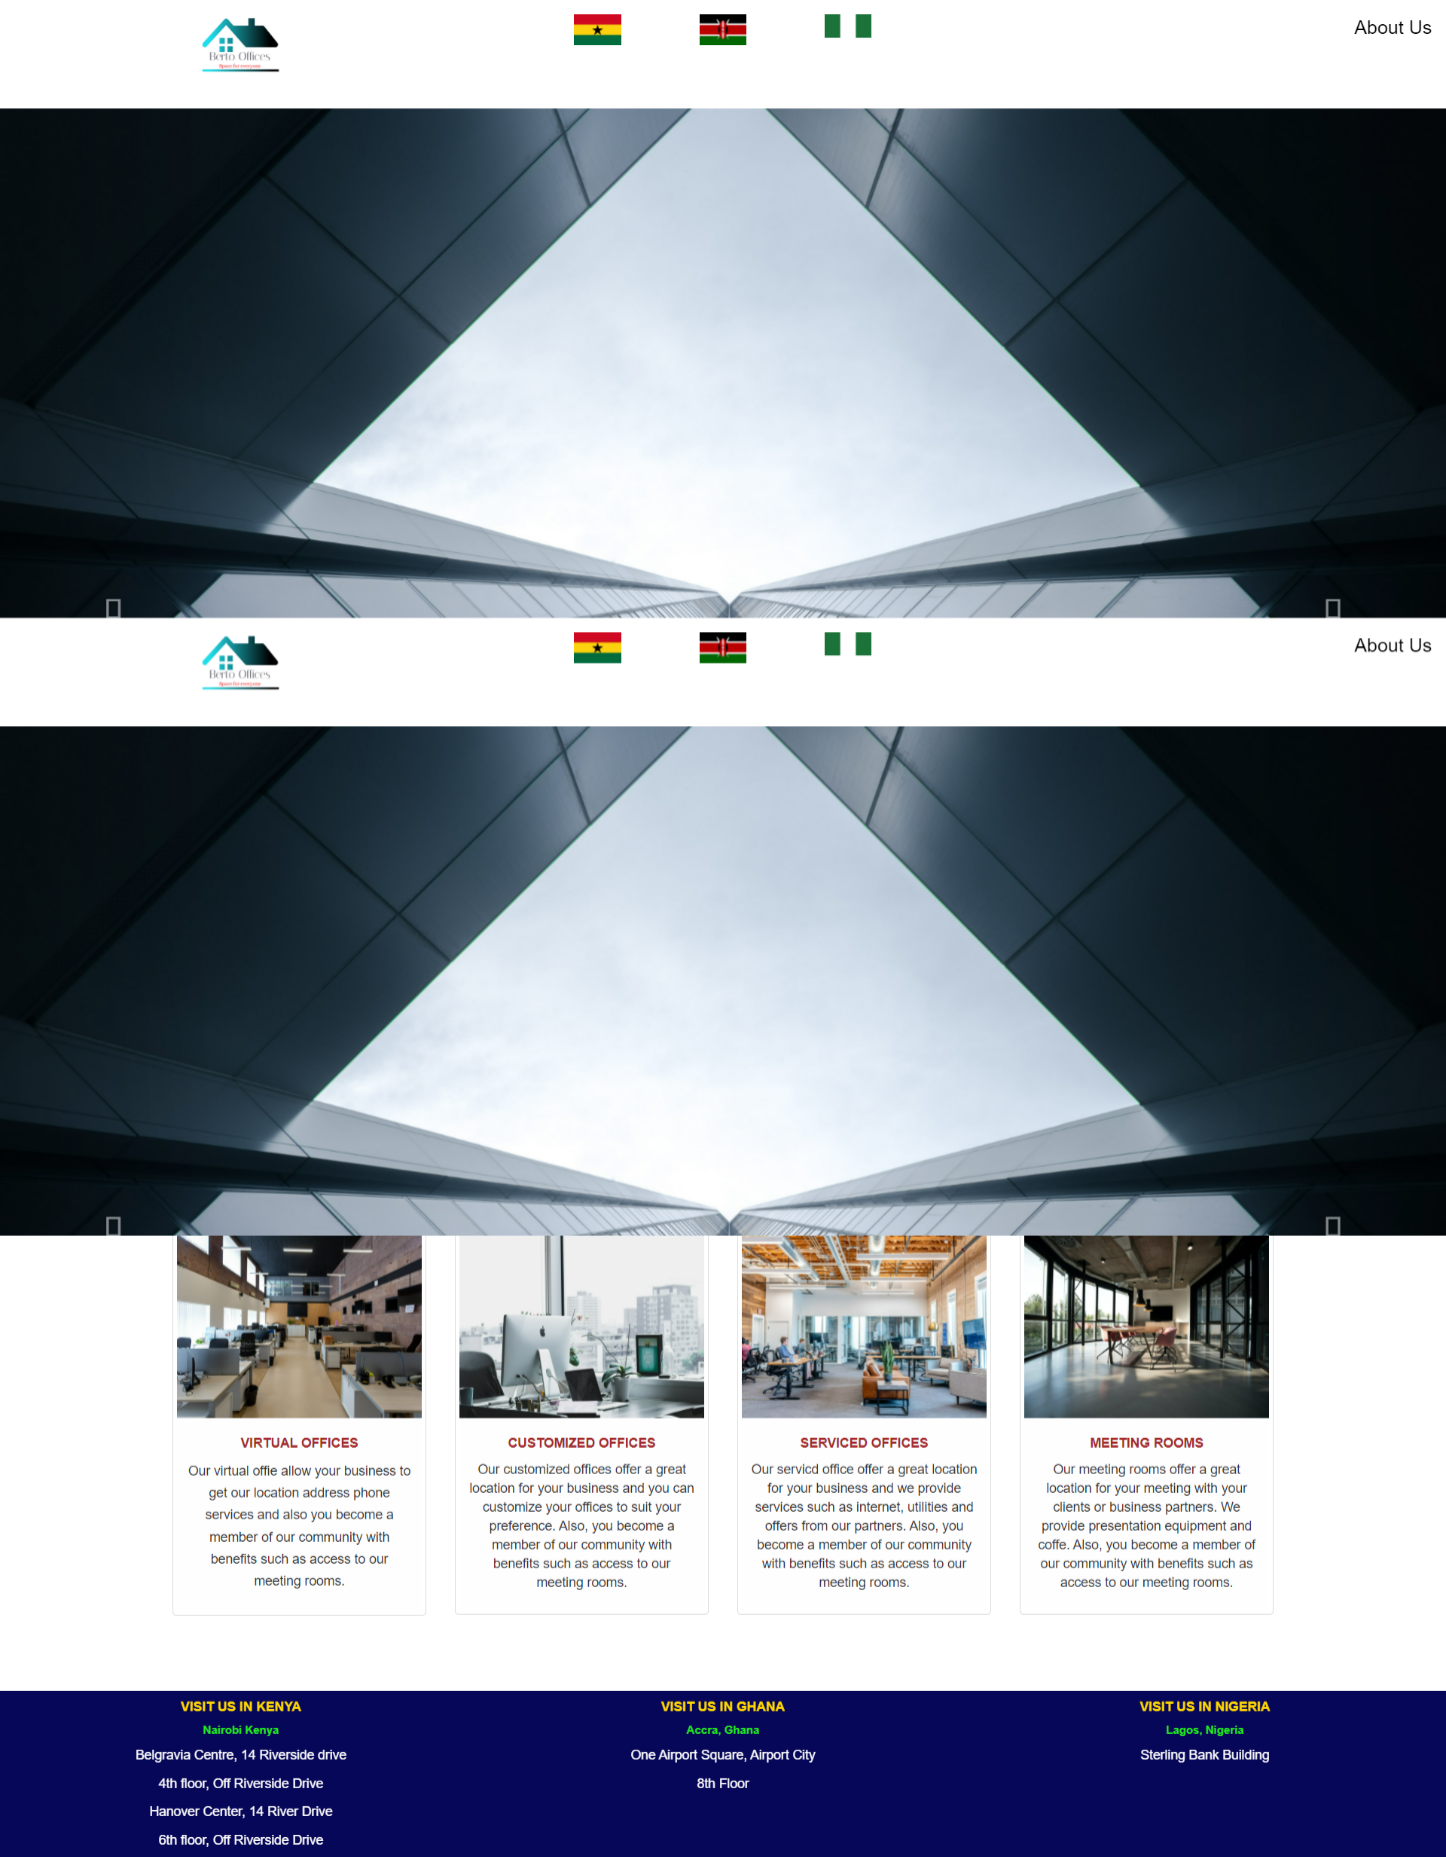 Berto Offices
Space for everyone
About Us
Berto Offices
Space for everyone
About Us
VIRTUAL OFFICES
Our virtual offie allow your business to
get our location address phone
services and also you become a
member of our community with
benefits such as access to our
meeting rooms.
CUSTOMIZED OFFICES
Our customized offices offer a great
location for your business and you can
customize your offices to suit your
preference. Also, you become a
member of our community with
benefits such as access to our
meeting rooms.
SERVICED OFFICES
Our servicd office offer a great location
for your business and we provide
services such as internet, utilities and
offers from our partners. Also, you
become a member of our community
with benefits such as access to our
meeting rooms.
MEETING ROOMS
Our meeting rooms offer a great
location for your meeting with your
clients or business partners. We
provide presentation equipment and
coffe. Also, you become a member of
our community with benefits such as
access to our meeting rooms.
VISIT US IN KENYA
Nairobi Kenya
Belgravia Centre, 14 Riverside drive
4th floor, Off Riverside Drive
Hanover Center, 14 River Drive
6th floor, Off Riverside Drive
VISIT US IN GHANA
Accra, Ghana
One Airport Square, Airport City
8th Floor
VISIT US IN NIGERIA
Lagos, Nigeria
Sterling Bank Building